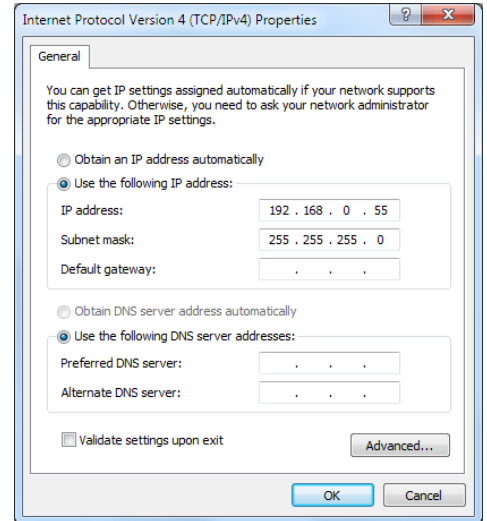 Internet Protocol Version 4 (TCP/IPv4) Properties
General
You can get IP settings assigned automatically if your network supports
this capability. Otherwise, you need to ask your network administrator
for the appropriate IP settings.
Obtain an IP address automatically
Use the following IP address:
IP address: 192 . 168 . 0 . 55
Subnet mask: 255 . 255 . 255 . 0
Default gateway: . . .
Obtain DNS server address automatically
Use the following DNS server addresses:
Preferred DNS server: . . .
Alternate DNS server: . . .
Validate settings upon exit
Advanced...
OK Cancel